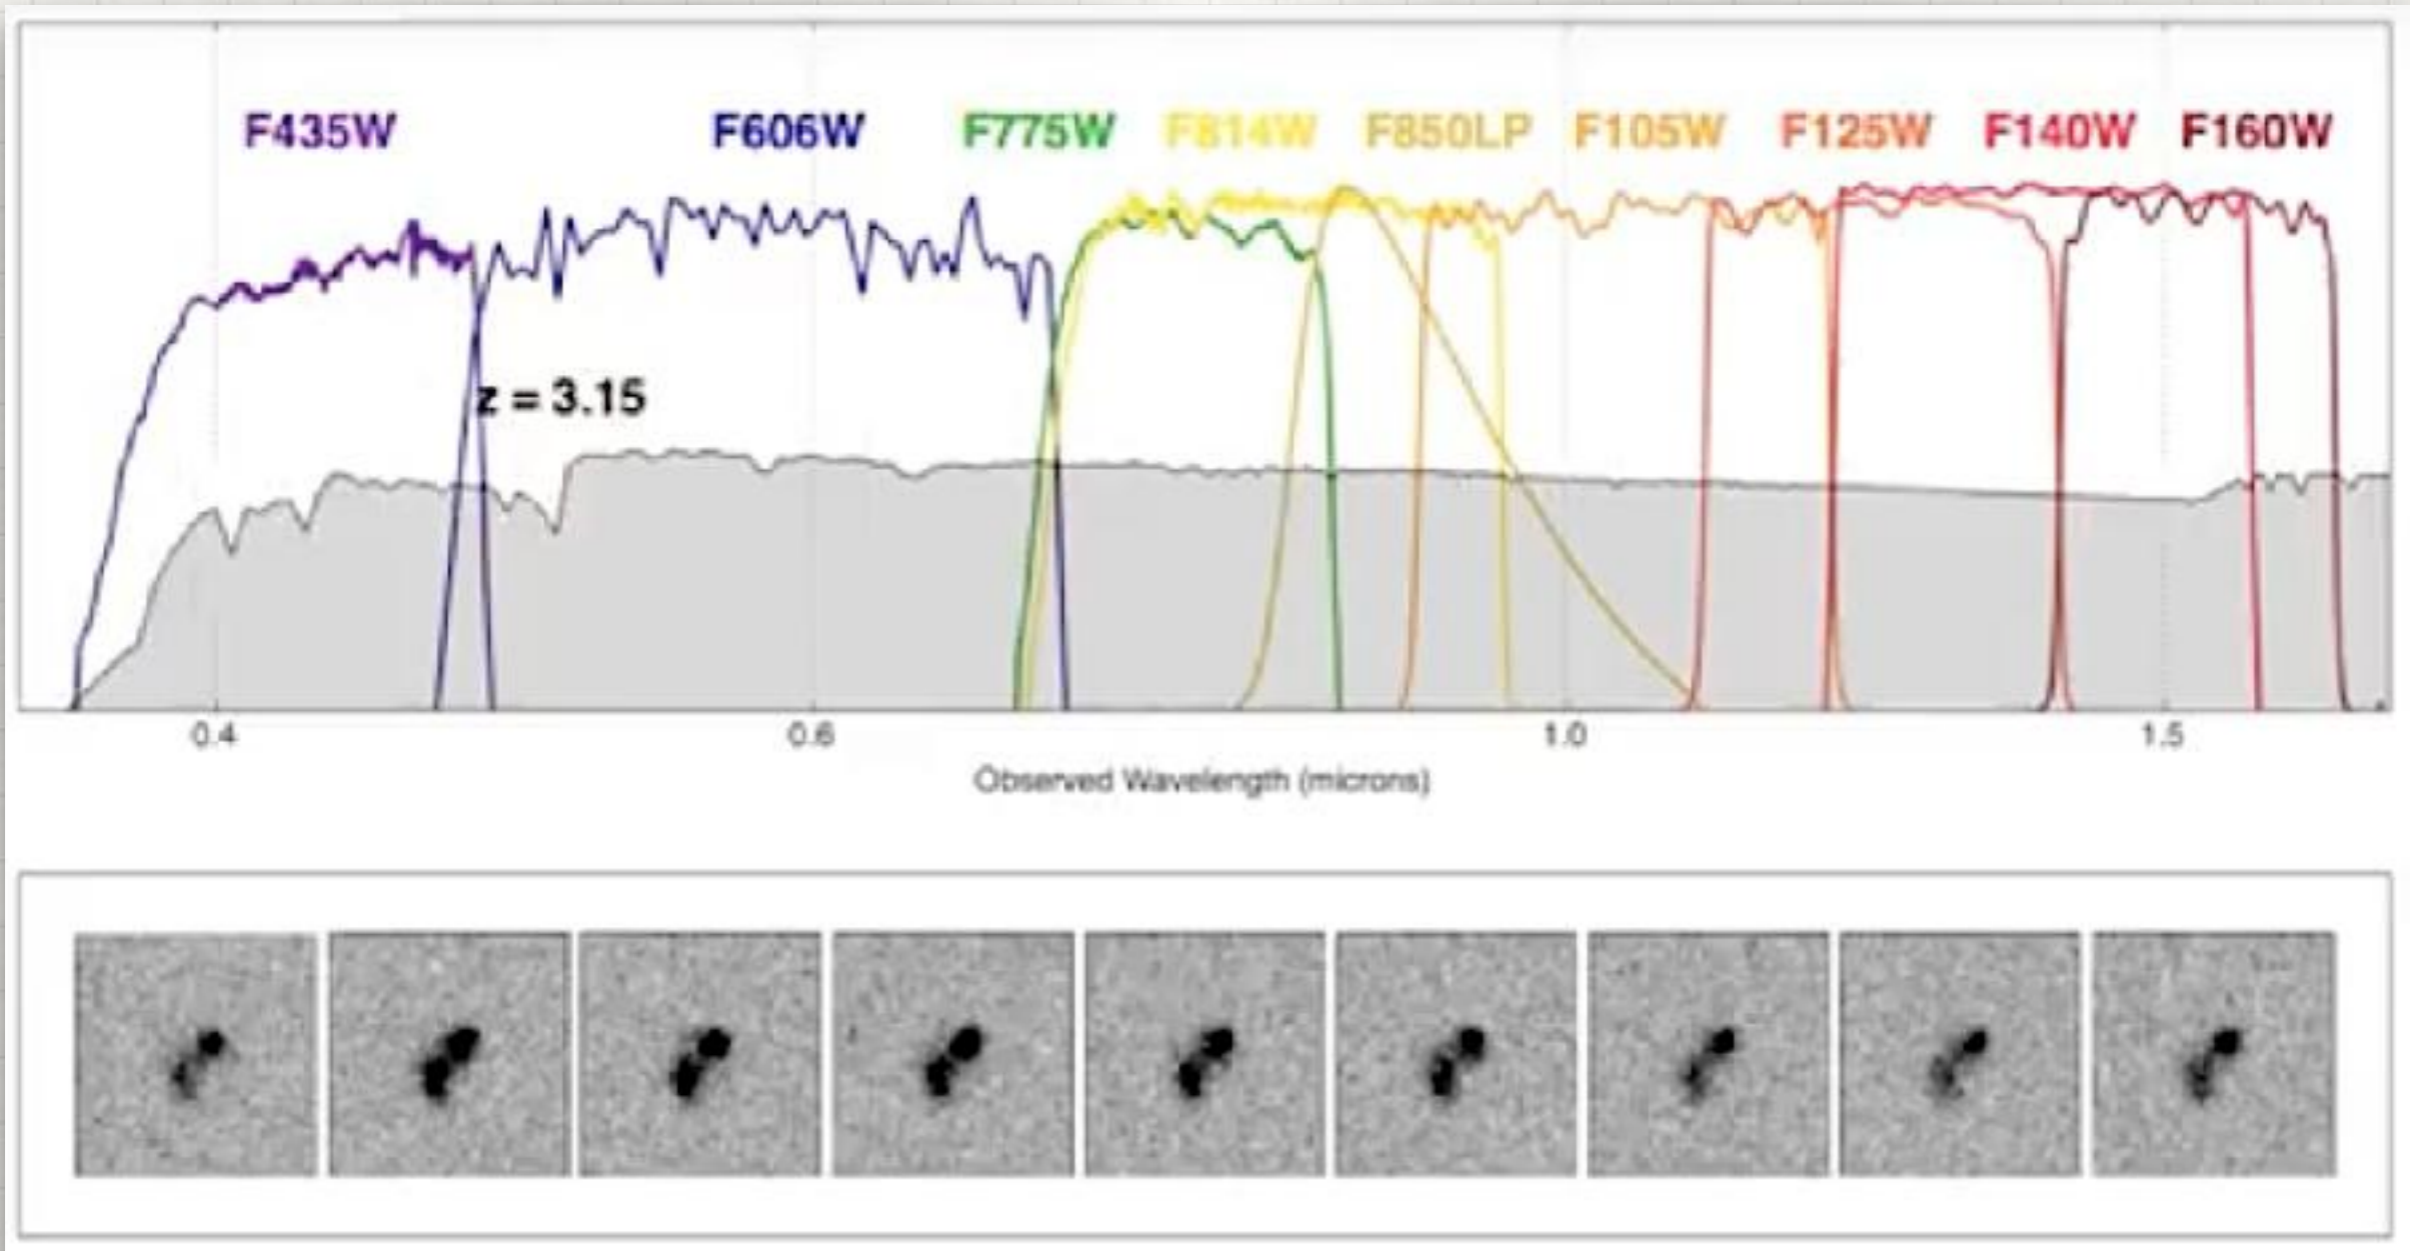 F435W F606W F775W F814W F850LP F105W F125W F140W F160W
z = 3.15
0.4 0.6 1.0 1.5
Observed Wavelength (microns)